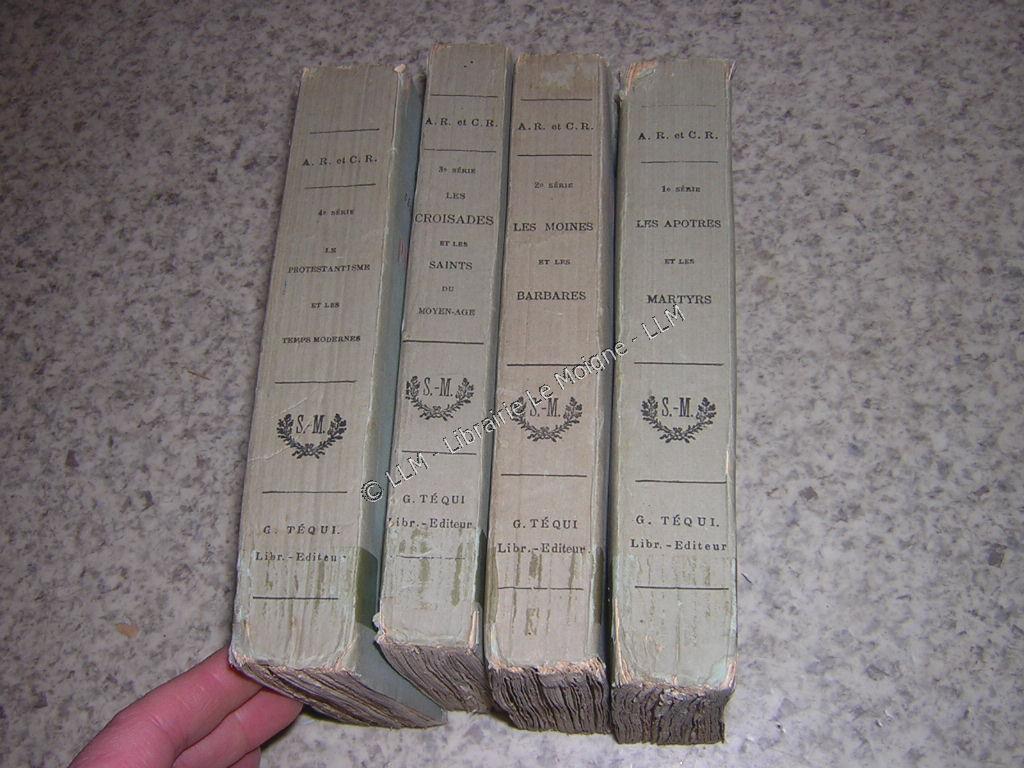 A. R. et C. R.
4e SÉRIE
LE
PROTESTANTISME
ET LES
TEMPS MODERNES
S.-M.
G. TÉQUI.
Libr.-Editeur
A. R. et C. R.
3e SÉRIE
LES
CROISADES
ET LES
SAINTS
DU
MOYEN-AGE
S.-M.
G. TÉQUI
Libr.-Editeur
A. R. et C. R.
2e SÉRIE
LES MOINES
ET LES
BARBARES
S.-M.
G. TÉQUI
Libr.-Editeur
A. R. et C. R.
1e SÉRIE
LES APOTRES
ET LES
MARTYRS
S.-M.
G. TÉQUI.
Libr.-Editeur
© LLM - Librairie Le Moigne - LLM